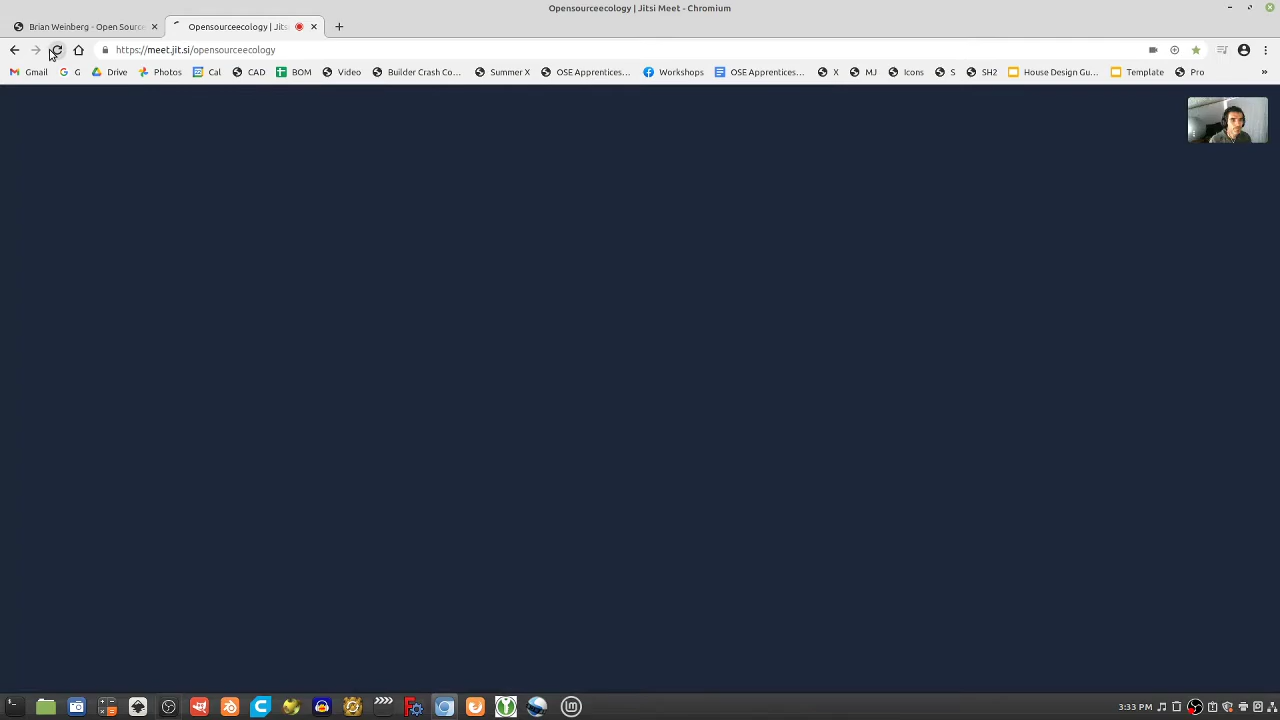 Opensourceecology | Jitsi Meet - Chromium
Brian Weinberg - Open Source
Opensourceecology | Jitsi
https://meet.jit.si/opensourceecology
Gmail G Drive Photos Cal CAD BOM Video Builder Crash Co... Summer X OSE Apprentices... Workshops OSE Apprentices... X MJ Icons S SH2 House Design Gu... Template Pro »
3:33 PM